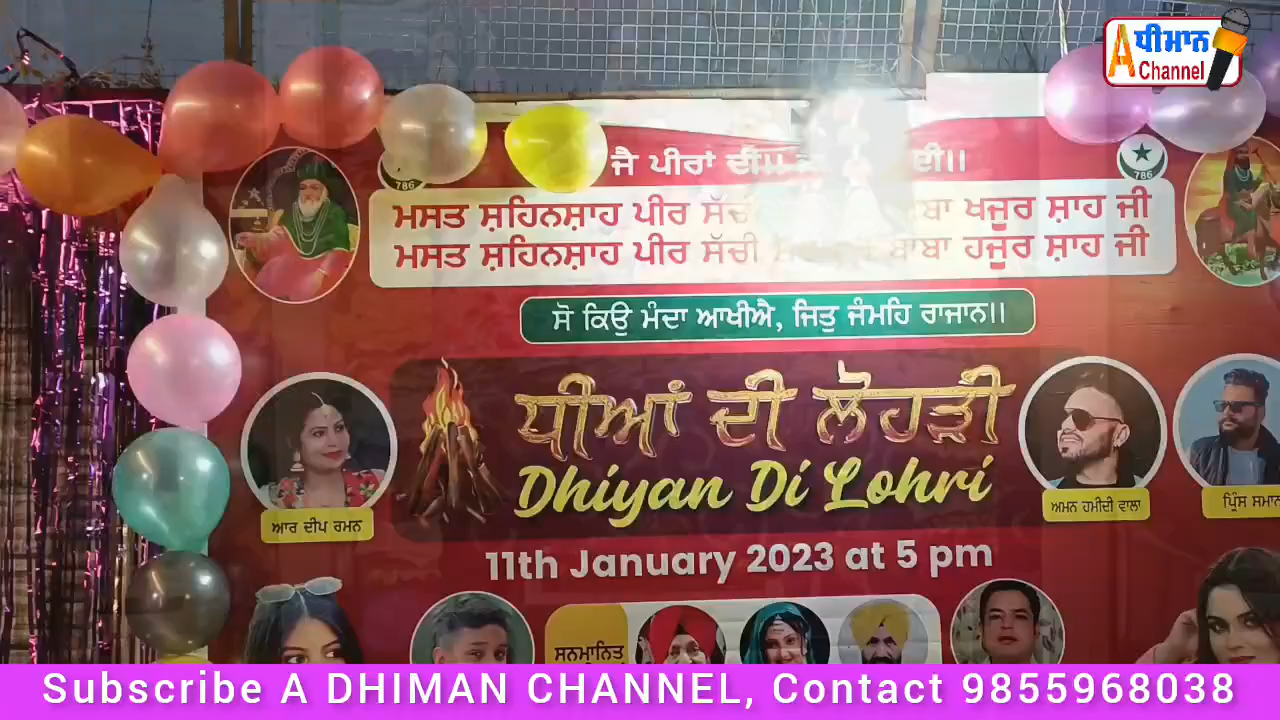 A ਧੀਮਾਨ
Channel
ਜੈ ਪੀਰਾਂ ਦੀ।। ਦੀ।।
786
786
ਮਸਤ ਸ਼ਹਿਨਸ਼ਾਹ ਪੀਰ ਸੱਚੀ ਬਾਬਾ ਖਜੂਰ ਸ਼ਾਹ ਜੀ
ਮਸਤ ਸ਼ਹਿਨਸ਼ਾਹ ਪੀਰ ਸੱਚੀ ਬਾਬਾ ਹਜੂਰ ਸ਼ਾਹ ਜੀ
ਸੋ ਕਿਉ ਮੰਦਾ ਆਖੀਐ, ਜਿਤੁ ਜੰਮਹਿ ਰਾਜਾਨ।।
ਧੀਆਂ ਦੀ ਲੋਹੜੀ
Dhiyan Di Lohri
ਆਰ ਦੀਪ ਰਮਨ
ਅਮਨ ਹਮੀਦੀ ਵਾਲਾ
ਪ੍ਰਿੰਸ ਸਮਾਨ
11th January 2023 at 5 pm
ਸਨਮਾਨਿਤ
Subscribe A DHIMAN CHANNEL, Contact 9855968038